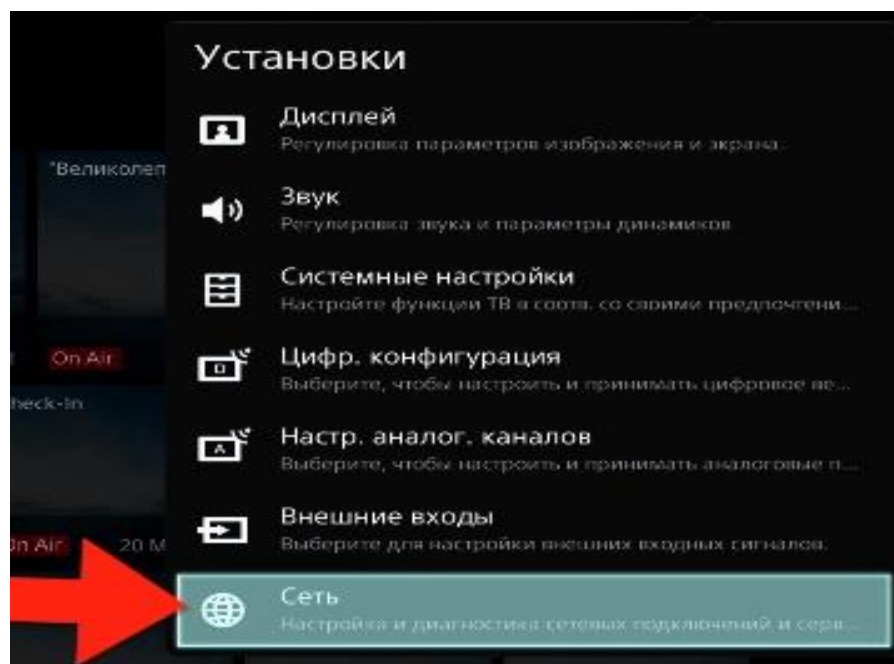 Установки
Дисплей
Регулировка параметров изображения и экрана.
"Великолеп
Звук
Регулировка звука и параметры динамиков
Системные настройки
Настройте функции ТВ в соотв. со своими предпочтени...
On Air
Цифр. конфигурация
Выберите, чтобы настроить и принимать цифровое ве...
heck-In
Настр. аналог. каналов
Выберите, чтобы настроить и принимать аналоговые п...
Внешние входы
On Air 20 М
Выберите для настройки внешних входных сигналов.
Сеть
Настройка и диагностика сетевых подключений и серв...